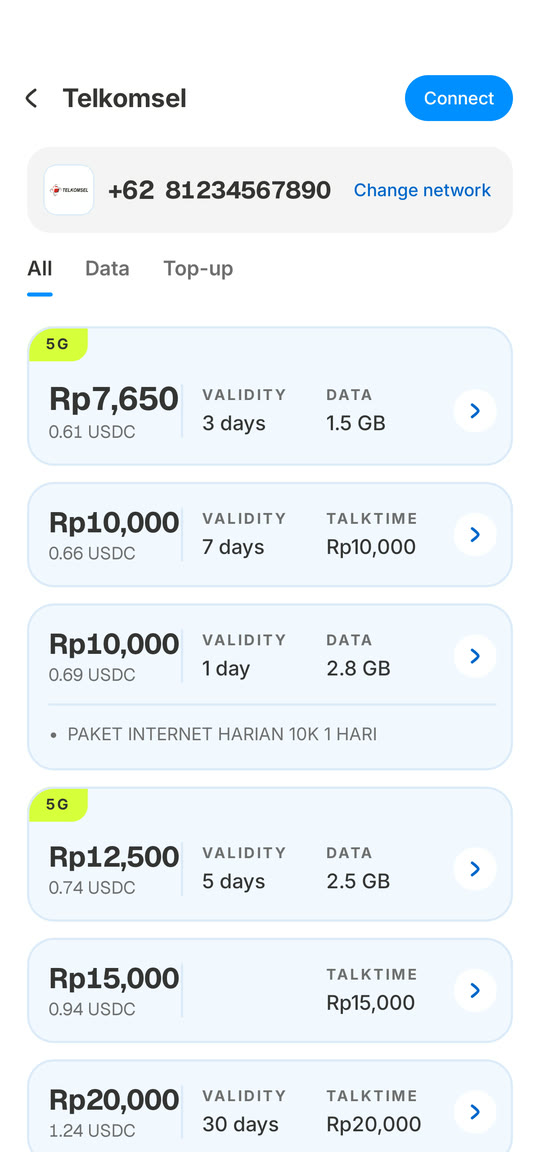 Telkomsel
Connect
TELKOMSEL
+62 81234567890
Change network
All
Data
Top-up
5G
Rp7,650
0.61 USDC
VALIDITY
3 days
DATA
1.5 GB
Rp10,000
0.66 USDC
VALIDITY
7 days
TALKTIME
Rp10,000
Rp10,000
0.69 USDC
VALIDITY
1 day
DATA
2.8 GB
• PAKET INTERNET HARIAN 10K 1 HARI
5G
Rp12,500
0.74 USDC
VALIDITY
5 days
DATA
2.5 GB
Rp15,000
0.94 USDC
TALKTIME
Rp15,000
Rp20,000
1.24 USDC
VALIDITY
30 days
TALKTIME
Rp20,000